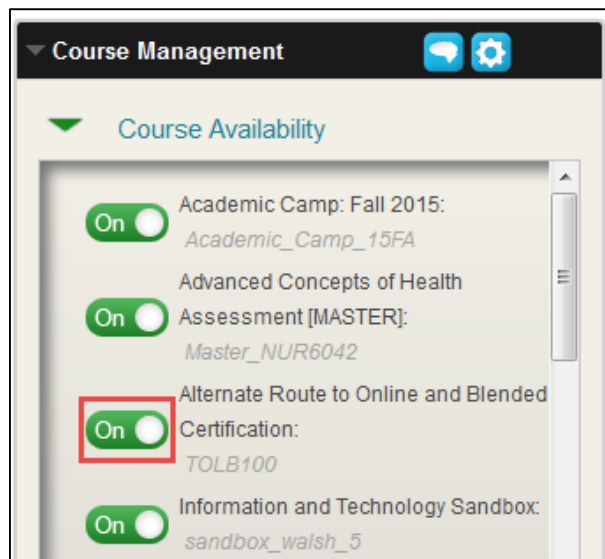 Course Management
Course Availability
On
Academic Camp: Fall 2015:
Academic_Camp_15FA
Advanced Concepts of Health
On
Assessment [MASTER]:
Master_NUR6042
Alternate Route to Online and Blended
On
Certification:
TOLB100
Information and Technology Sandbox:
On
sandbox_walsh_5